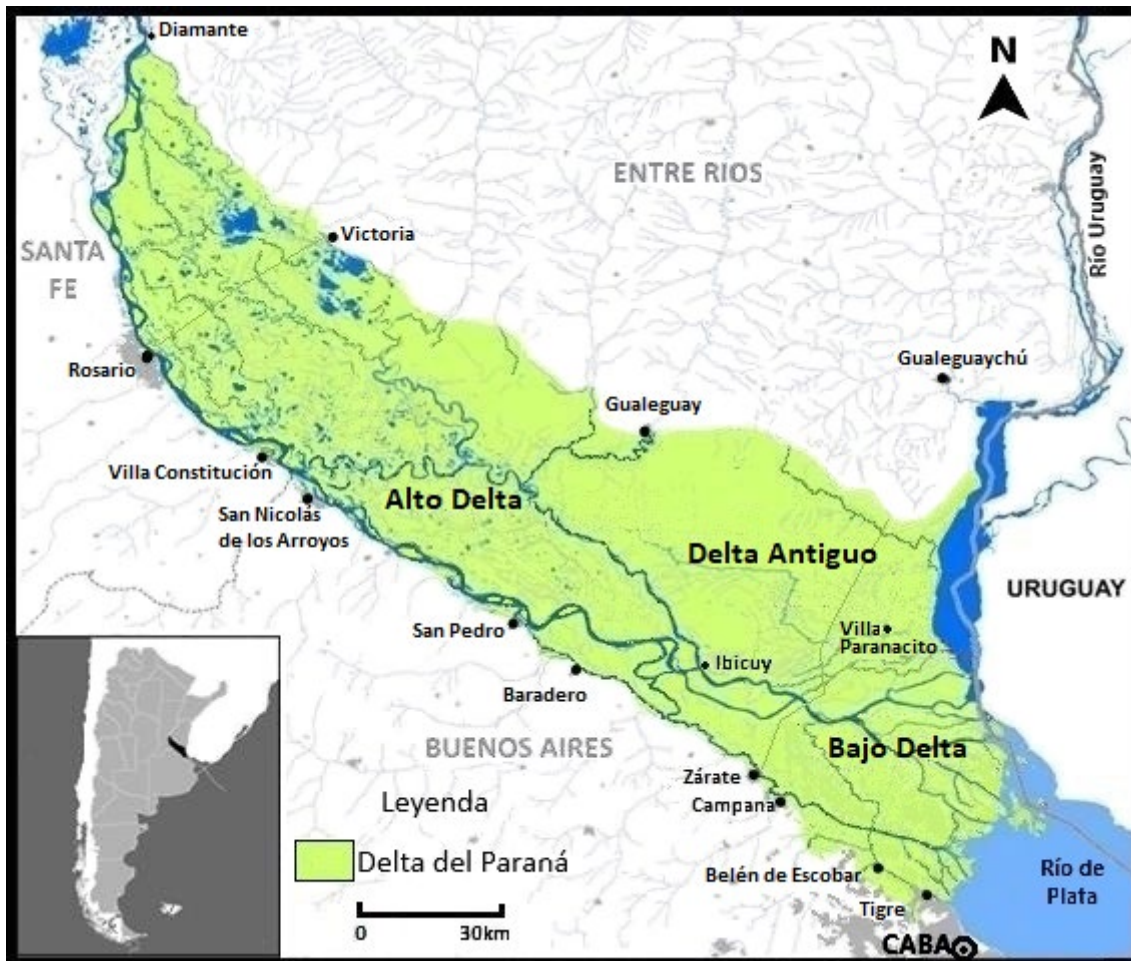 Diamante
N
ENTRE RIOS
Río Uruguay
Victoria
SANTA
FE
Rosario
Gualeguaychú
Gualeguay
Villa Constitución
Alto Delta
San Nicolás
de los Arroyos
Delta Antiguo
URUGUAY
San Pedro
Villa
Paranacito
Ibicuy
Baradero
BUENOS AIRES
Bajo Delta
Zárate
Campana
Leyenda
Delta del Paraná
Belén de Escobar
Río de
Plata
Tigre
0 30km
CABA